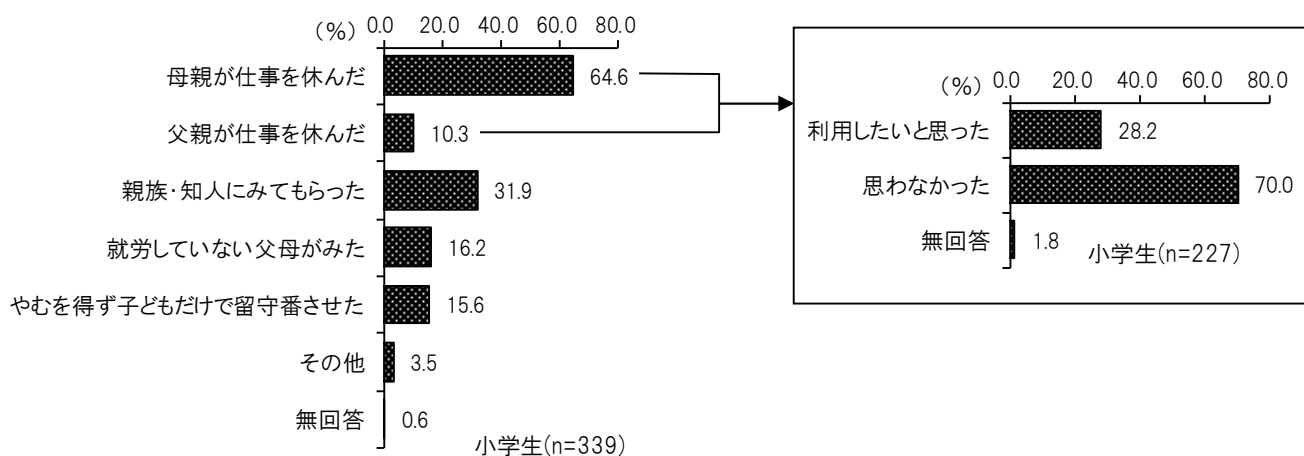 (%)
0.0 20.0 40.0 60.0 80.0
母親が仕事を休んだ 64.6
父親が仕事を休んだ 10.3
親族・知人にみてもらった 31.9
就労していない父母がみた 16.2
やむを得ず子どもだけで留守番させた 15.6
その他 3.5
無回答 0.6
小学生(n=339)
(%)
0.0 20.0 40.0 60.0 80.0
利用したいと思った 28.2
思わなかった 70.0
無回答 1.8
小学生(n=227)